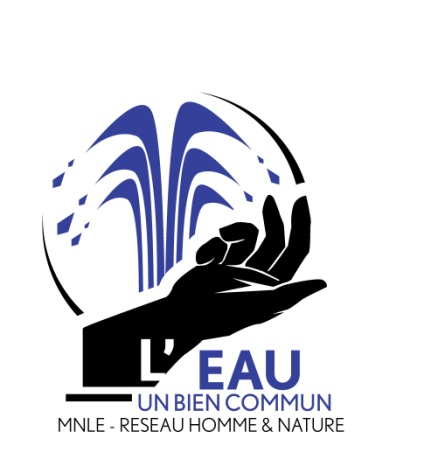 L' EAU
UN BIEN COMMUN
MNLE - RESEAU HOMME & NATURE